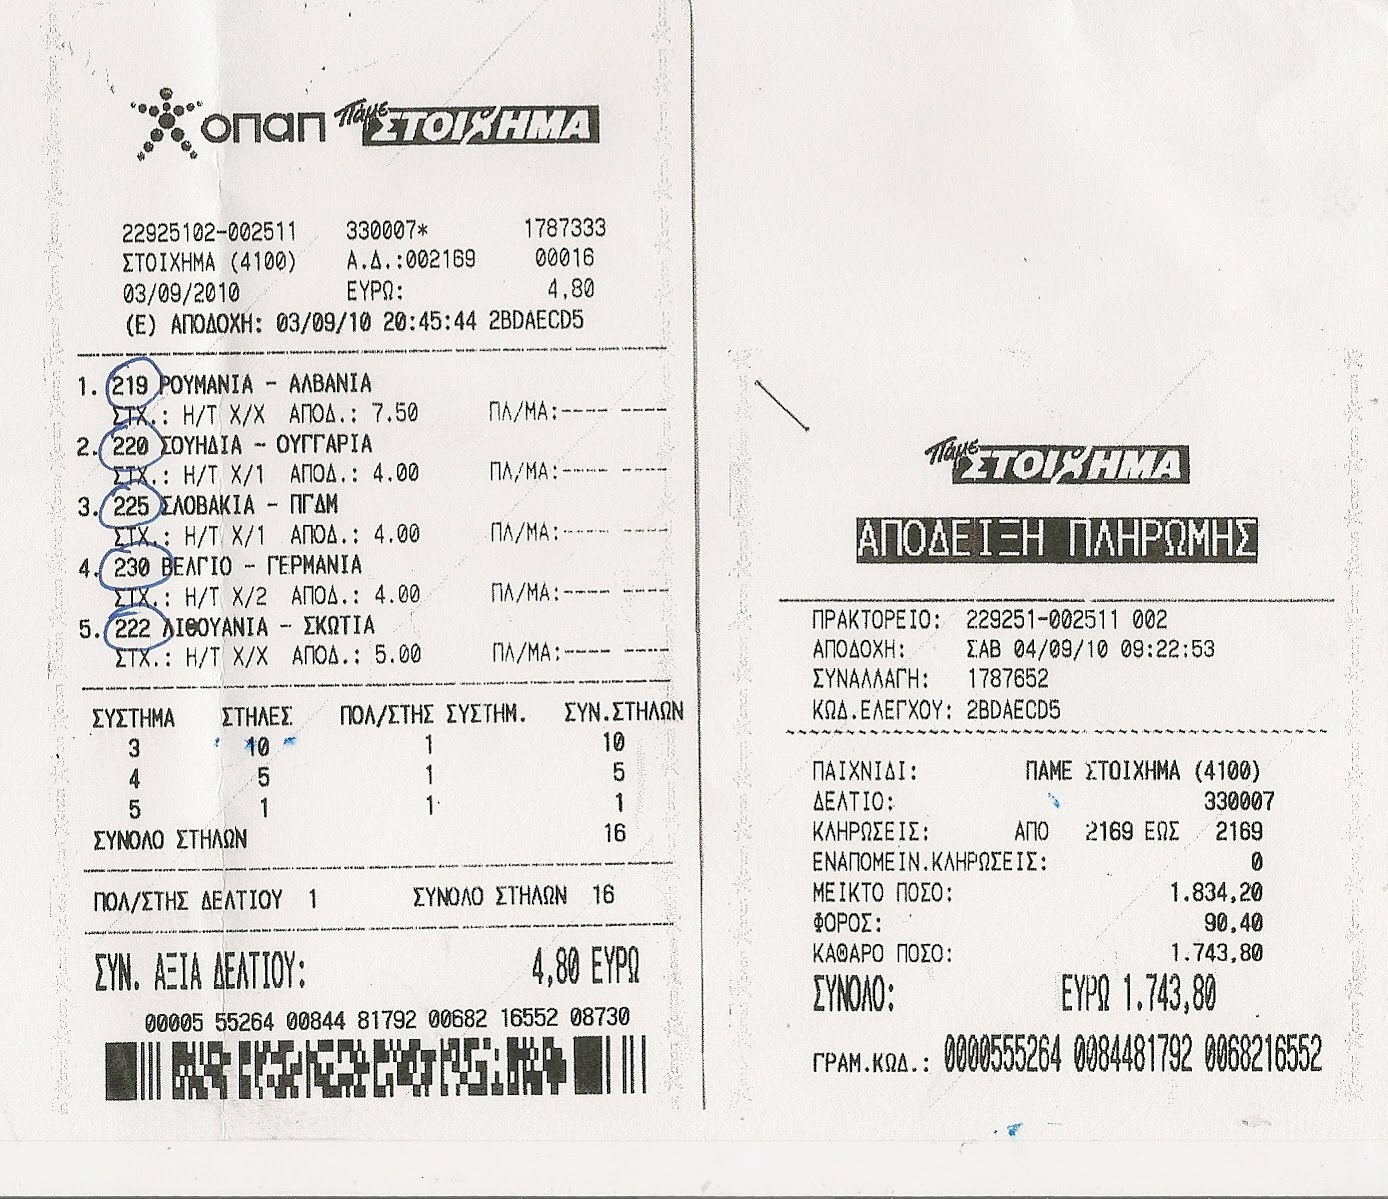 οπαπ Πάμε ΣΤΟΙΧΗΜΑ
22925102-002511 330007* 1787333
ΣΤΟΙΧΗΜΑ (4100) Α.Δ.:002169 00016
03/09/2010 ΕΥΡΩ: 4,80
(Ε) ΑΠΟΔΟΧΗ: 03/09/10 20:45:44 2BDAECD5
1. 219 ΡΟΥΜΑΝΙΑ - ΑΛΒΑΝΙΑ
ΣΤΧ.: Η/Τ Χ/Χ ΑΠΟΔ.: 7.50 ΠΛ/ΜΑ:---- ----
2. 220 ΣΟΥΗΔΙΑ - ΟΥΓΓΑΡΙΑ
ΣΤΧ.: Η/Τ Χ/1 ΑΠΟΔ.: 4.00 ΠΛ/ΜΑ:---- ----
3. 225 ΣΛΟΒΑΚΙΑ - ΠΓΔΜ
ΣΤΧ.: Η/Τ Χ/1 ΑΠΟΔ.: 4.00 ΠΛ/ΜΑ:---- ----
4. 230 ΒΕΛΓΙΟ - ΓΕΡΜΑΝΙΑ
ΣΤΧ.: Η/Τ Χ/2 ΑΠΟΔ.: 4.00 ΠΛ/ΜΑ:---- ----
5. 222 ΛΙΘΟΥΑΝΙΑ - ΣΚΩΤΙΑ
ΣΤΧ.: Η/Τ Χ/Χ ΑΠΟΔ.: 5.00 ΠΛ/ΜΑ:---- ----
ΣΥΣΤΗΜΑ ΣΤΗΛΕΣ ΠΟΛ/ΣΤΗΣ ΣΥΣΤΗΜ. ΣΥΝ.ΣΤΗΛΩΝ
3 10 1 10
4 5 1 5
5 1 1 1
ΣΥΝΟΛΟ ΣΤΗΛΩΝ 16
ΠΟΛ/ΣΤΗΣ ΔΕΛΤΙΟΥ 1 ΣΥΝΟΛΟ ΣΤΗΛΩΝ 16
ΣΥΝ. ΑΞΙΑ ΔΕΛΤΙΟΥ: 4,80 ΕΥΡΩ
00005 55264 00844 81792 00682 16552 08730
Πάμε ΣΤΟΙΧΗΜΑ
ΑΠΟΔΕΙΞΗ ΠΛΗΡΩΜΗΣ
ΠΡΑΚΤΟΡΕΙΟ: 229251-002511 002
ΑΠΟΔΟΧΗ: ΣΑΒ 04/09/10 09:22:53
ΣΥΝΑΛΛΑΓΗ: 1787652
ΚΩΔ.ΕΛΕΓΧΟΥ: 2BDAECD5
ΠΑΙΧΝΙΔΙ: ΠΑΜΕ ΣΤΟΙΧΗΜΑ (4100)
ΔΕΛΤΙΟ: 330007
ΚΛΗΡΩΣΕΙΣ: ΑΠΟ 2169 ΕΩΣ 2169
ΕΝΑΠΟΜΕΙΝ.ΚΛΗΡΩΣΕΙΣ: 0
ΜΕΙΚΤΟ ΠΟΣΟ: 1.834,20
ΦΟΡΟΣ: 90,40
ΚΑΘΑΡΟ ΠΟΣΟ: 1.743,80
ΣΥΝΟΛΟ: ΕΥΡΩ 1.743,80
ΓΡΑΜ.ΚΩΔ.: 0000555264 0084481792 0068216552